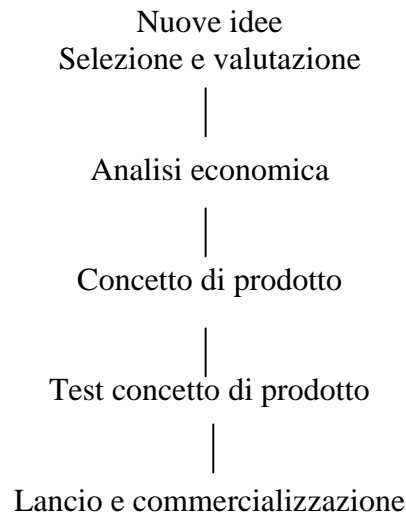 Nuove idee
Selezione e valutazione
Analisi economica
Concetto di prodotto
Test concetto di prodotto
Lancio e commercializzazione